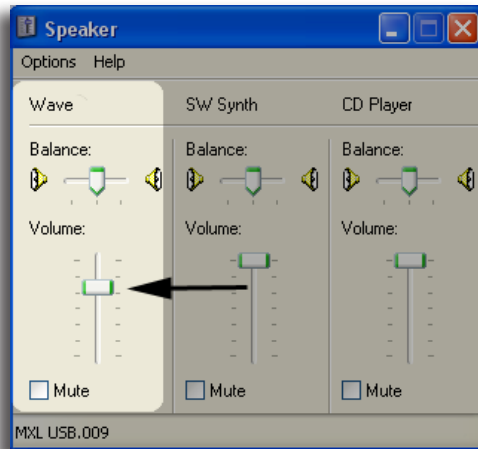 Speaker
Options Help
Wave SW Synth CD Player
Balance: Balance: Balance:
Volume: Volume: Volume:
Mute Mute Mute
MXL USB.009